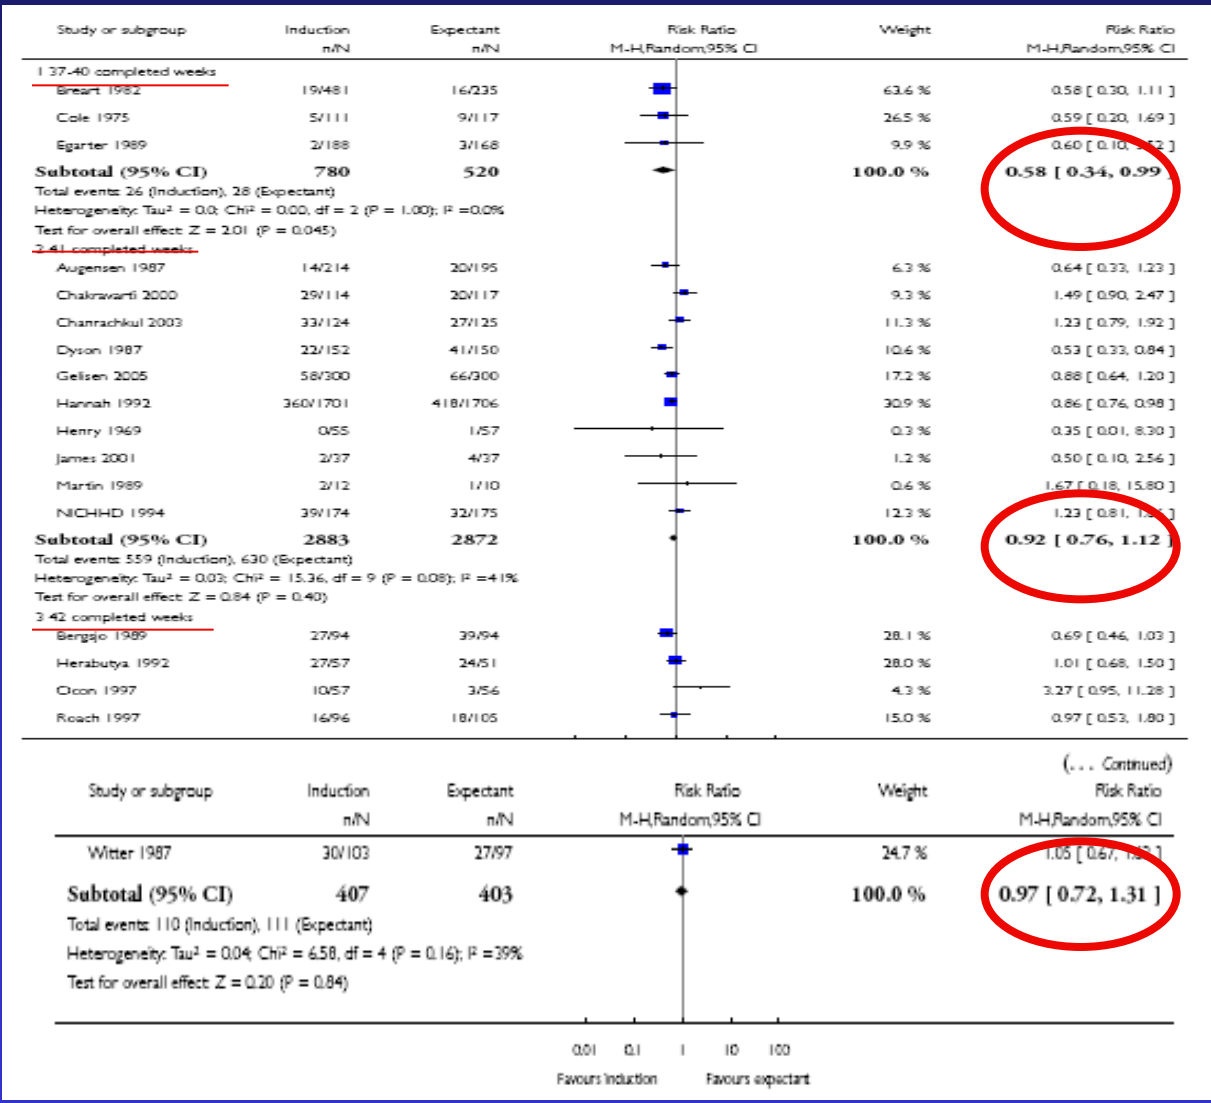 Study or subgroup Induction Expectant Risk Ratio Weight Risk Ratio
n/N n/N M-H,Random,95% CI M-H,Random,95% CI
1 37-40 completed weeks
Breart 1982 19/481 16/235 63.6 % 0.58 [ 0.30, 1.11 ]
Cole 1975 5/111 9/117 26.5 % 0.59 [ 0.20, 1.69 ]
Egarter 1989 2/188 3/168 9.9 % 0.60 [ 0.10, 3.52 ]
Subtotal (95% CI) 780 520 100.0 % 0.58 [ 0.34, 0.99 ]
Total events: 26 (Induction), 28 (Expectant)
Heterogeneity: Tau² = 0.0; Chi² = 0.00, df = 2 (P = 1.00); I² =0.0%
Test for overall effect: Z = 2.01 (P = 0.045)
2 41 completed weeks
Augensen 1987 14/214 20/195 6.3 % 0.64 [ 0.33, 1.23 ]
Chakravarti 2000 29/114 20/117 9.3 % 1.49 [ 0.90, 2.47 ]
Chanrachkul 2003 33/124 27/125 11.3 % 1.23 [ 0.79, 1.92 ]
Dyson 1987 22/152 41/150 10.6 % 0.53 [ 0.33, 0.84 ]
Gelisen 2005 58/300 66/300 17.2 % 0.88 [ 0.64, 1.20 ]
Hannah 1992 360/1701 418/1706 30.9 % 0.86 [ 0.76, 0.98 ]
Henry 1969 0/55 1/57 0.3 % 0.35 [ 0.01, 8.30 ]
James 2001 2/37 4/37 1.2 % 0.50 [ 0.10, 2.56 ]
Martin 1989 2/12 1/10 0.6 % 1.67 [ 0.18, 15.80 ]
NICHHD 1994 39/174 32/175 12.3 % 1.23 [ 0.81, ]
Subtotal (95% CI) 2883 2872 100.0 % 0.92 [ 0.76, 1.12 ]
Total events: 559 (Induction), 630 (Expectant)
Heterogeneity: Tau² = 0.03; Chi² = 15.36, df = 9 (P = 0.08); I² =41%
Test for overall effect: Z = 0.84 (P = 0.40)
3 42 completed weeks
Bergsjo 1989 27/94 39/94 28.1 % 0.69 [ 0.46, 1.03 ]
Herabutya 1992 27/57 24/51 28.0 % 1.01 [ 0.68, 1.50 ]
Ocon 1997 10/57 3/56 4.3 % 3.27 [ 0.95, 11.28 ]
Roach 1997 16/96 18/105 15.0 % 0.97 [ 0.53, 1.80 ]
(... Continued)
Study or subgroup Induction Expectant Risk Ratio Weight Risk Ratio
n/N n/N M-H,Random,95% CI M-H,Random,95% CI
Witter 1987 30/103 27/97 24.7 % 1.05 [ 0.67, ]
Subtotal (95% CI) 407 403 100.0 % 0.97 [ 0.72, 1.31 ]
Total events: 110 (Induction), 111 (Expectant)
Heterogeneity: Tau² = 0.04; Chi² = 6.58, df = 4 (P = 0.16); I² =39%
Test for overall effect: Z = 0.20 (P = 0.84)
0.01 0.1 1 10 100
Favours induction Favours expectant